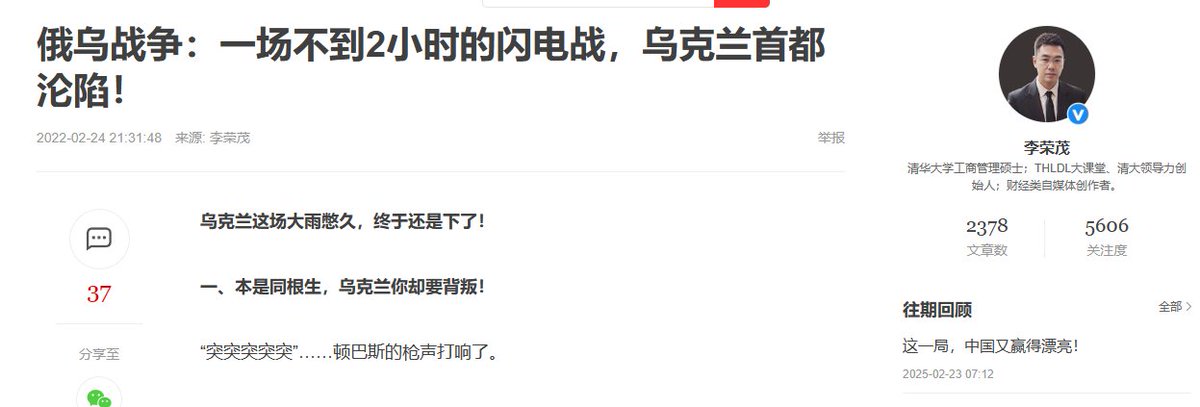 俄乌战争：一场不到2小时的闪电战，乌克兰首都
沦陷！
2022-02-24 21:31:48 来源: 李荣茂
举报
37
分享至
乌克兰这场大雨憋久，终于还是下了！
一、本是同根生，乌克兰你却要背叛！
“突突突突突”……顿巴斯的枪声打响了。
李荣茂
清华大学工商管理硕士；THLDL大课堂、清大领导力创
始人；财经类自媒体创作者。
2378
文章数
5606
关注度
往期回顾
全部
这一局，中国又赢得漂亮！
2025-02-23 07:12